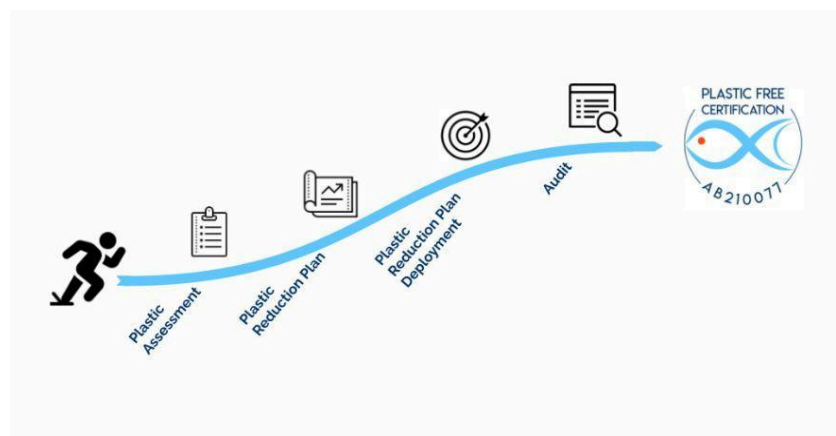 PLASTIC FREE
CERTIFICATION
AB210077
Audit
Plastic
Reduction Plan
Deployment
Plastic
Reduction Plan
Plastic
Assessment